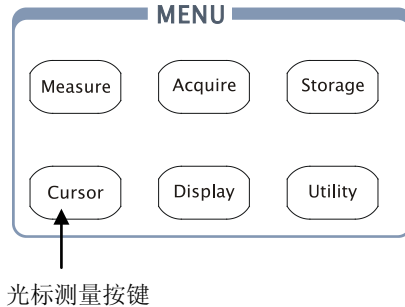 MENU
Measure Acquire Storage
Cursor Display Utility
光标测量按键